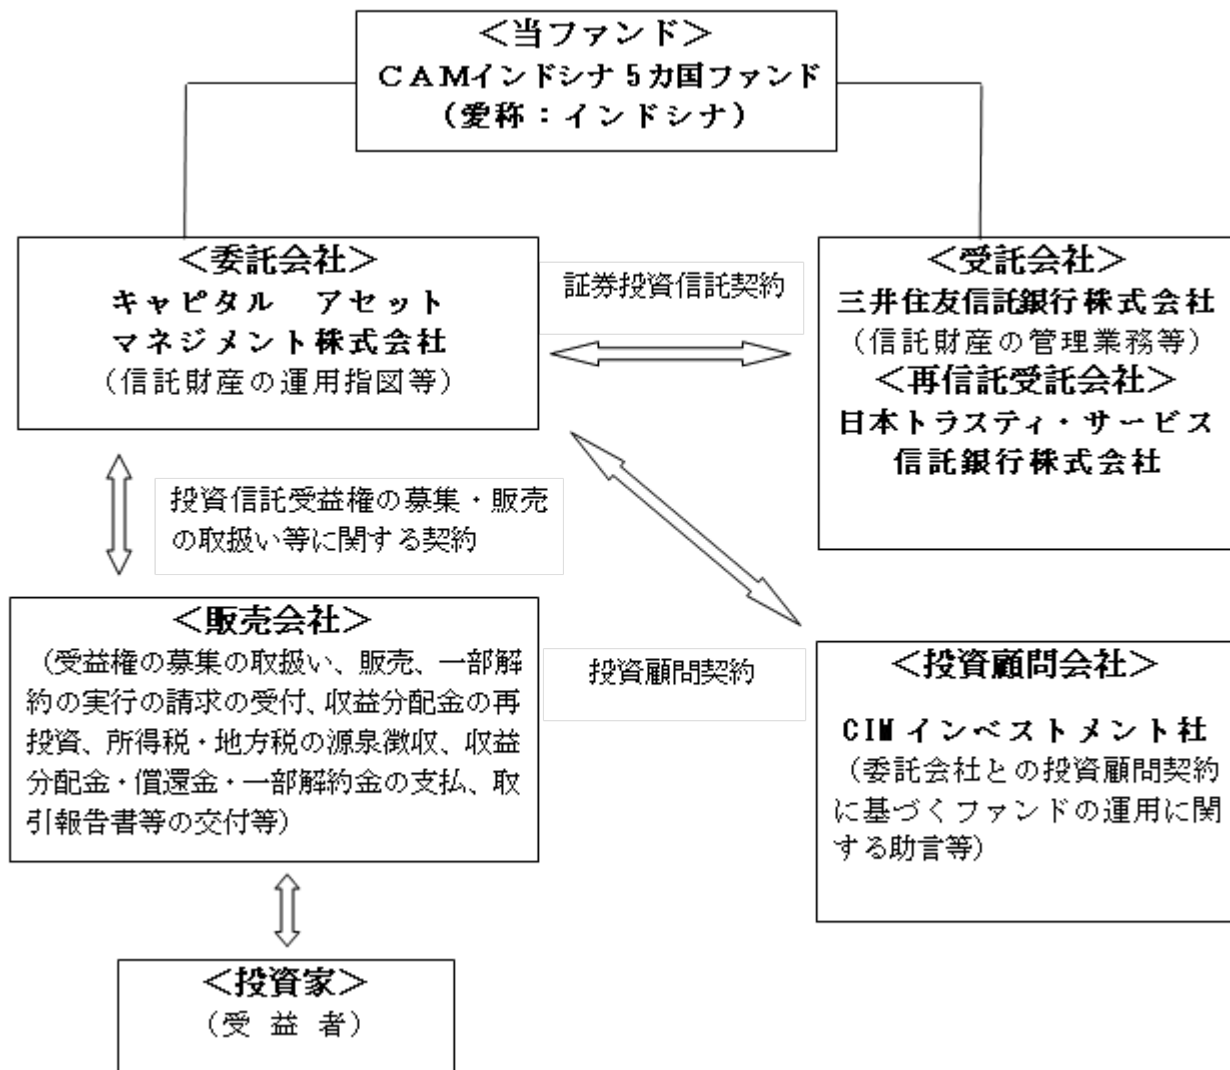 ＜当ファンド＞
ＣＡＭインドシナ５カ国ファンド
（愛称：インドシナ）
＜委託会社＞
キャピタル　アセット
マネジメント株式会社
（信託財産の運用指図等）
証券投資信託契約
＜受託会社＞
三井住友信託銀行株式会社
（信託財産の管理業務等）
＜再信託受託会社＞
日本トラスティ・サービス
信託銀行株式会社
投資信託受益権の募集・販売
の取扱い等に関する契約
＜販売会社＞
（受益権の募集の取扱い、販売、一部解
約の実行の請求の受付、収益分配金の再
投資、所得税・地方税の源泉徴収、収益
分配金・償還金・一部解約金の支払、取
引報告書等の交付等）
投資顧問契約
＜投資顧問会社＞
CIMインベストメント社
（委託会社との投資顧問契約
に基づくファンドの運用に関
する助言等）
＜投資家＞
（受 益 者）